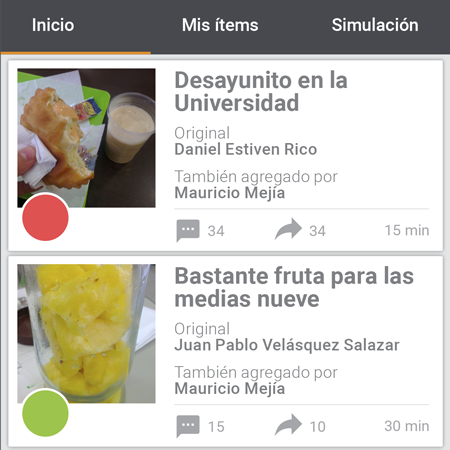 Inicio Mis ítems Simulación
Desayunito en la
Universidad
Original
Daniel Estiven Rico
También agregado por
Mauricio Mejía
34 34 15 min
Bastante fruta para las
medias nueve
Original
Juan Pablo Velásquez Salazar
También agregado por
Mauricio Mejía
15 10 30 min